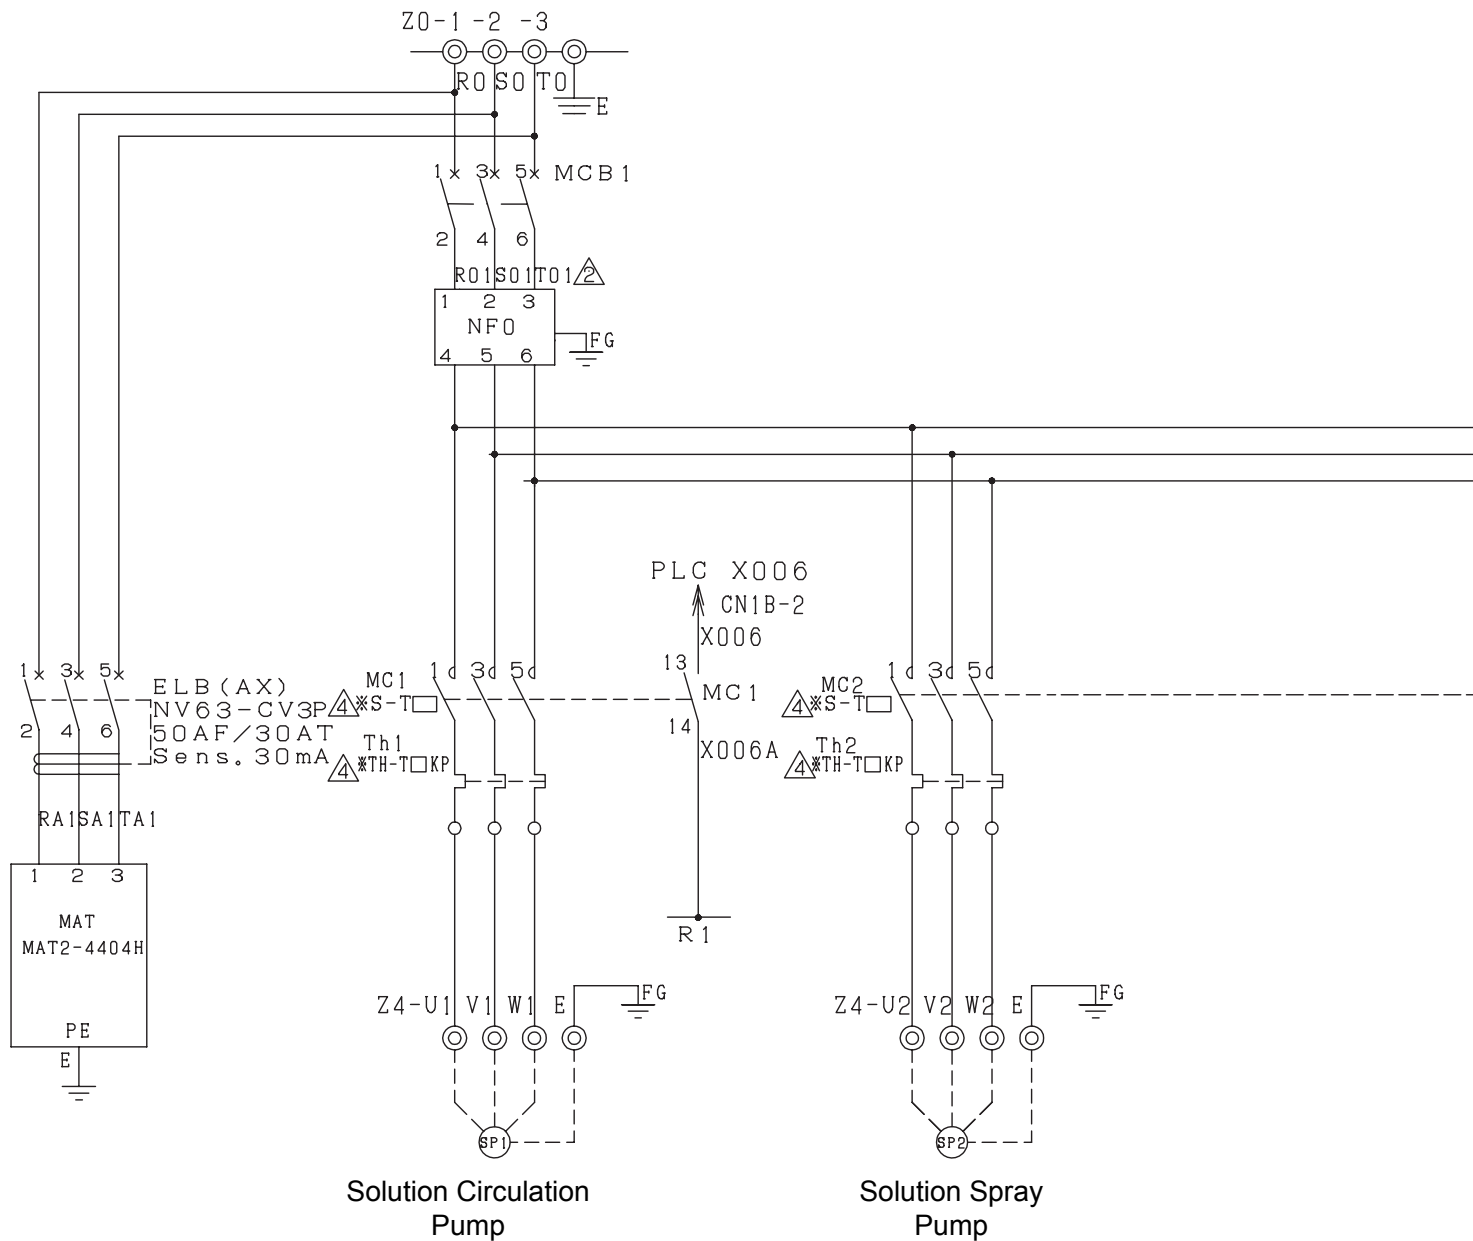 Z0-1 -2 -3
R0 S0 T0
E
1 3 5 MCB1
2 4 6
R01 S01 T01 2
1 2 3
NF0
FG
4 5 6
PLC X006
CN1B-2
X006
1 3 5
ELB(AX)
NV63-CV3P
50AF/30AT
Sens. 30mA
2 4 6
MC1
4 ※S-T□
1 3 5
Th1
4 ※TH-T□KP
13
MC1
14
X006A
MC2
4 ※S-T□
1 3 5
Th2
4 ※TH-T□KP
RA1 SA1 TA1
1 2 3
MAT
MAT2-4404H
PE
E
R1
Z4-U1 V1 W1 E
FG
Z4-U2 V2 W2 E
FG
SP1
SP2
Solution Circulation
Pump
Solution Spray
Pump